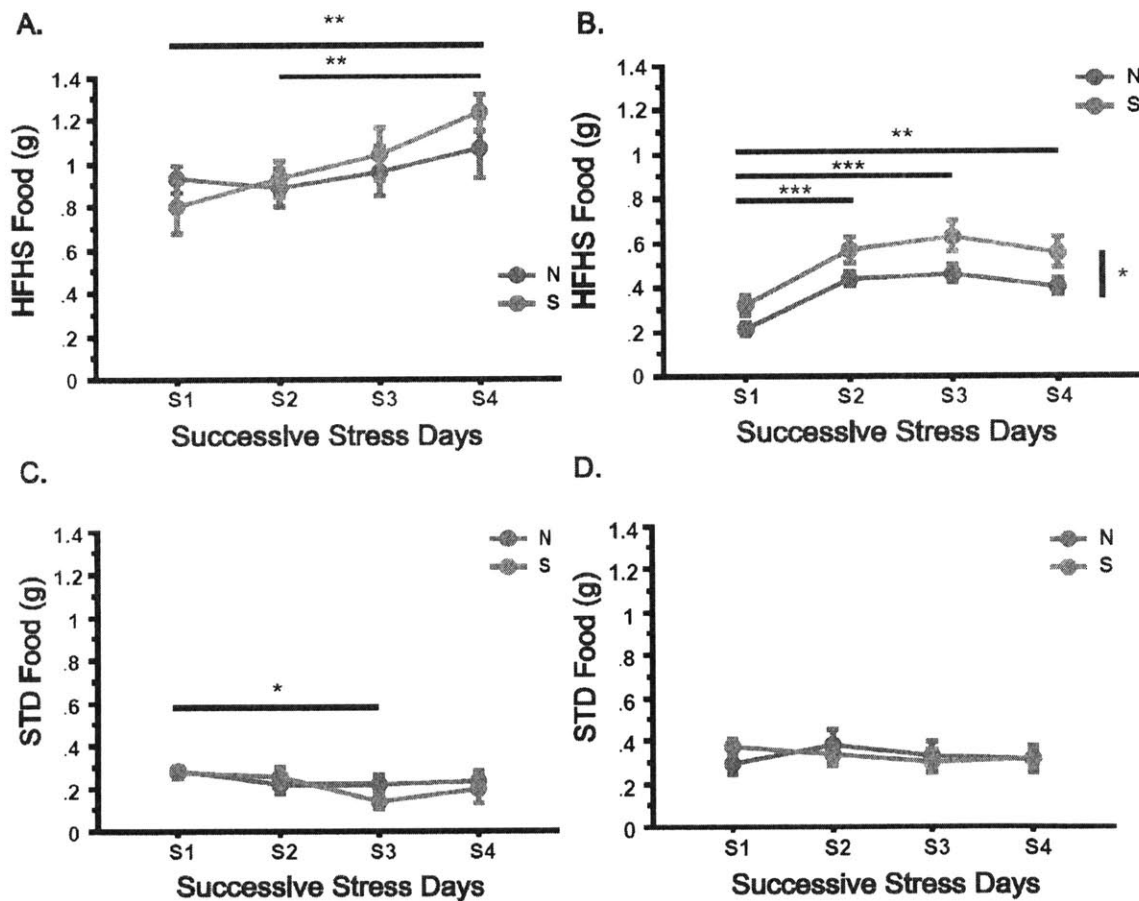 A.
**
**
1.4
1.2
1
.8
.6
.4
.2
0
HFHS Food (g)
N
S
S1 S2 S3 S4
Successive Stress Days
B.
1.4
1.2
1
.8
.6
.4
.2
0
HFHS Food (g)
N
S
**
***
***
*
S1 S2 S3 S4
Successive Stress Days
C.
1.4
1.2
1
.8
.6
.4
.2
0
STD Food (g)
N
S
*
S1 S2 S3 S4
Successive Stress Days
D.
1.4
1.2
1
.8
.6
.4
.2
0
STD Food (g)
N
S
S1 S2 S3 S4
Successive Stress Days